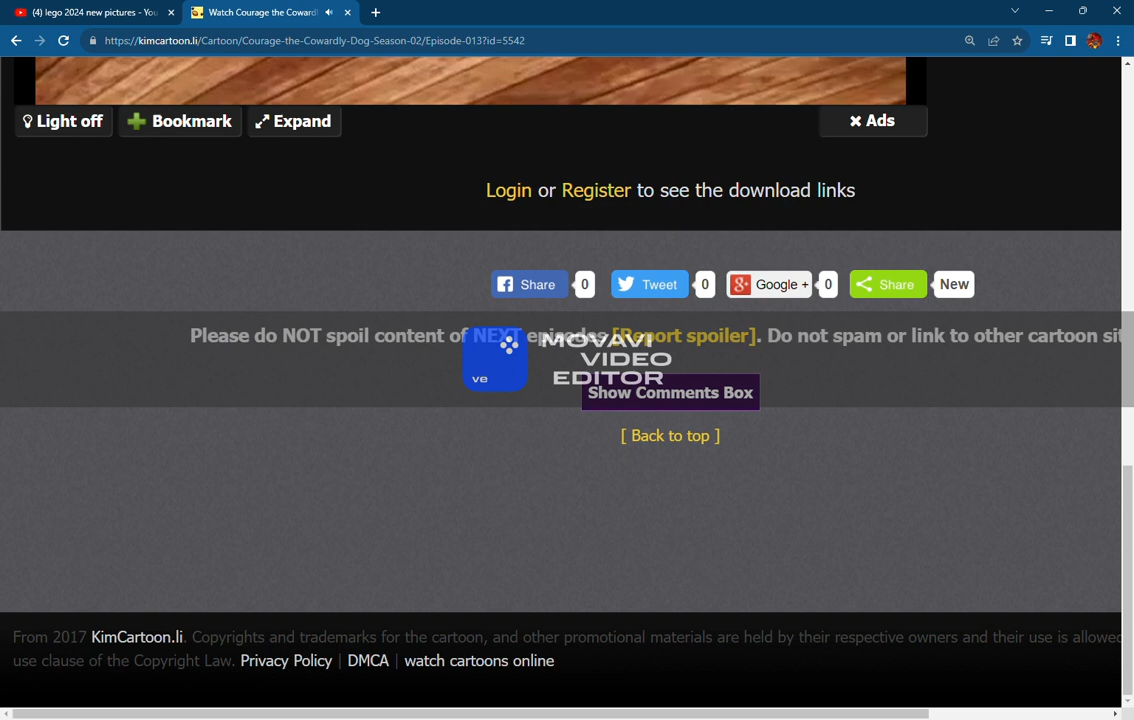 (4) lego 2024 new pictures - You
Watch Courage the Cowardl
https://kimcartoon.li/Cartoon/Courage-the-Cowardly-Dog-Season-02/Episode-013?id=5542
Light off
Bookmark
Expand
Ads
Login or Register to see the download links
Share 0
Tweet 0
Google + 0
Share New
Please do NOT spoil content of NEXT episodes [Report spoiler]. Do not spam or link to other cartoon sit
ve
MOVAVI
VIDEO
EDITOR
Show Comments Box
[ Back to top ]
From 2017 KimCartoon.li. Copyrights and trademarks for the cartoon, and other promotional materials are held by their respective owners and their use is allowed
use clause of the Copyright Law. Privacy Policy | DMCA | watch cartoons online